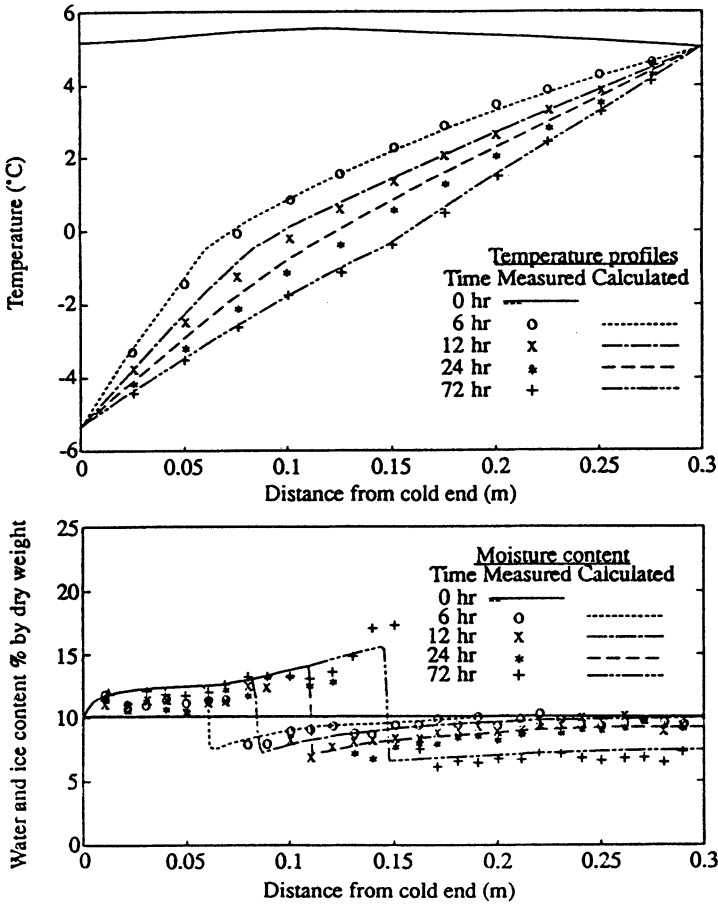 6
4
2
0
-2
-4
-6
Temperature (°C)
Temperature profiles
Time Measured Calculated
0 hr
6 hr o
12 hr x
24 hr *
72 hr +
0 0.05 0.1 0.15 0.2 0.25 0.3
Distance from cold end (m)
25
20
15
10
5
0
Water and ice content % by dry weight
Moisture content
Time Measured Calculated
0 hr
6 hr o
12 hr x
24 hr *
72 hr +
0 0.05 0.1 0.15 0.2 0.25 0.3
Distance from cold end (m)